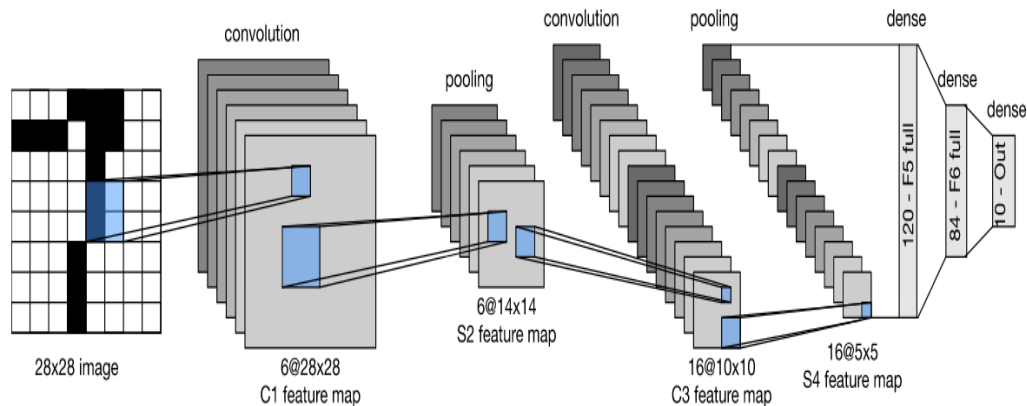 convolution
pooling
convolution
pooling
dense
dense
dense
28x28 image
6@28x28
C1 feature map
6@14x14
S2 feature map
16@10x10
C3 feature map
16@5x5
S4 feature map
120 - F5 full
84 - F6 full
10 - Out